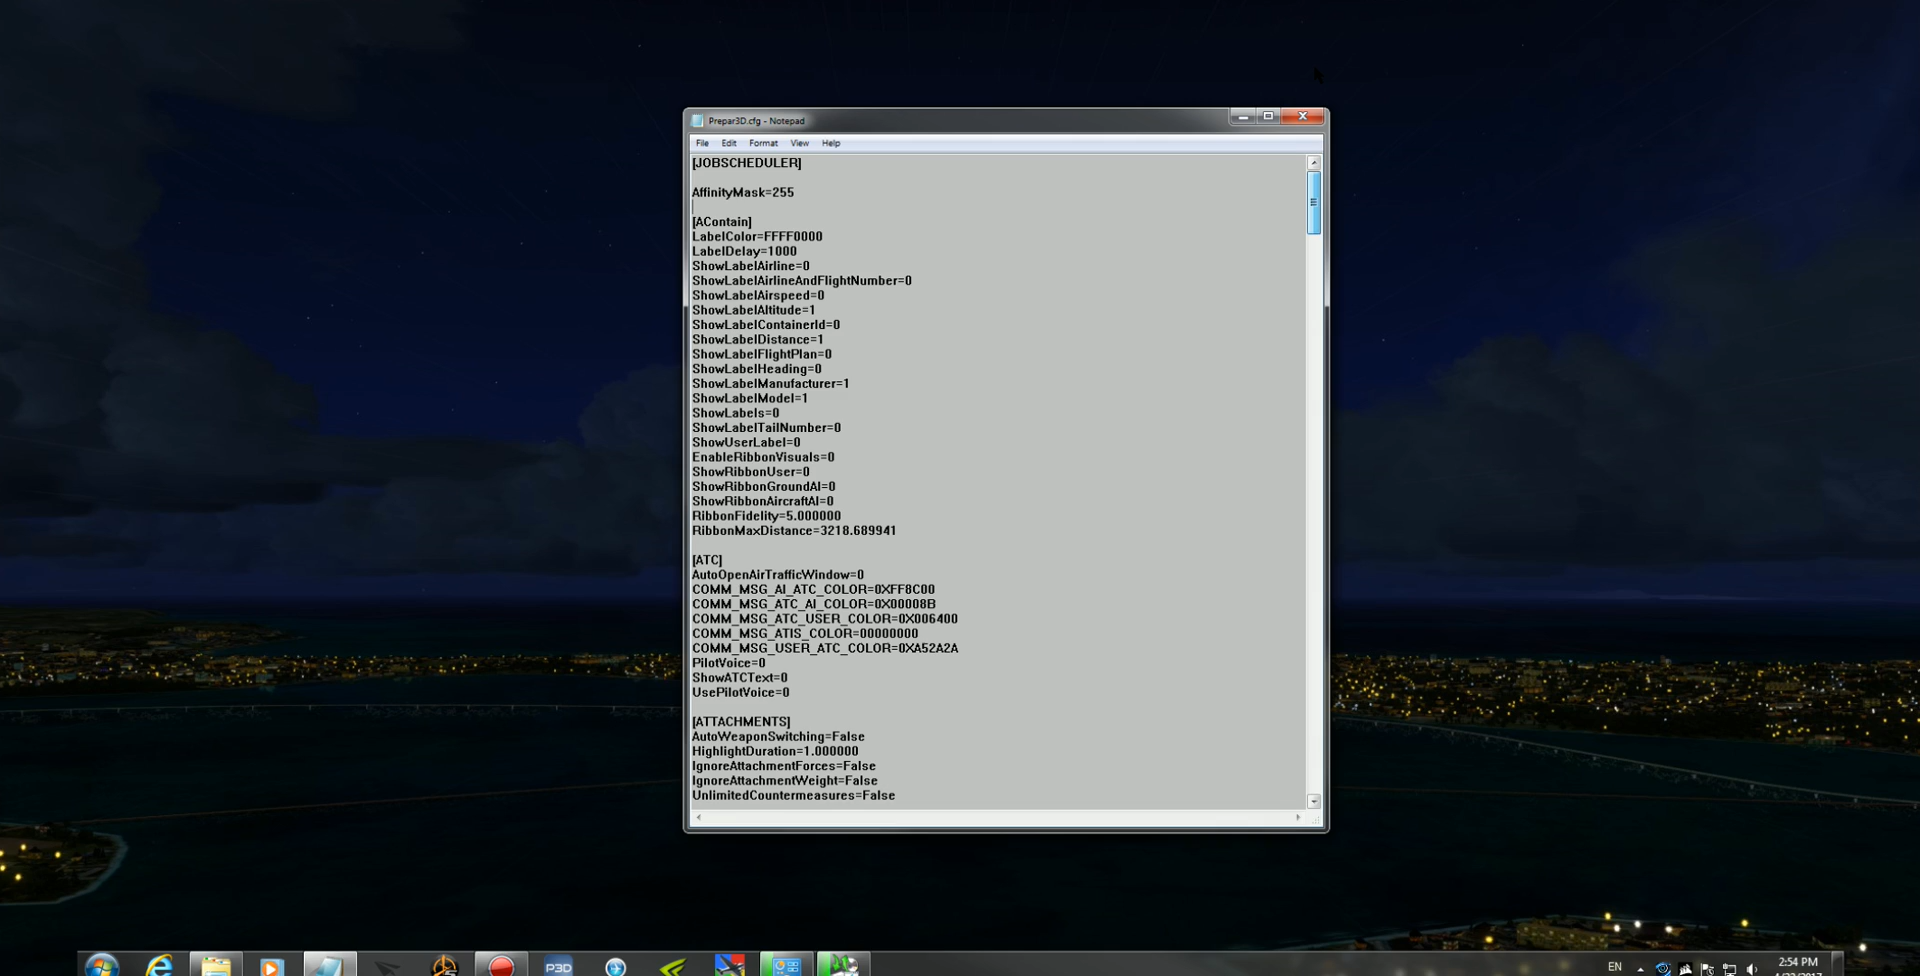 Prepar3D.cfg - Notepad
File Edit Format View Help
[JOBSCHEDULER]
AffinityMask=255
[AContain]
LabelColor=FFFF0000
LabelDelay=1000
ShowLabelAirline=0
ShowLabelAirlineAndFlightNumber=0
ShowLabelAirspeed=0
ShowLabelAltitude=1
ShowLabelContainerId=0
ShowLabelDistance=1
ShowLabelFlightPlan=0
ShowLabelHeading=0
ShowLabelManufacturer=1
ShowLabelModel=1
ShowLabels=0
ShowLabelTailNumber=0
ShowUserLabel=0
EnableRibbonVisuals=0
ShowRibbonUser=0
ShowRibbonGroundAI=0
ShowRibbonAircraftAI=0
RibbonFidelity=5.000000
RibbonMaxDistance=3218.689941
[ATC]
AutoOpenAirTrafficWindow=0
COMM_MSG_AI_ATC_COLOR=0XFF8C00
COMM_MSG_ATC_AI_COLOR=0X00008B
COMM_MSG_ATC_USER_COLOR=0X006400
COMM_MSG_ATIS_COLOR=00000000
COMM_MSG_USER_ATC_COLOR=0XA52A2A
PilotVoice=0
ShowATCText=0
UsePilotVoice=0
[ATTACHMENTS]
AutoWeaponSwitching=False
HighlightDuration=1.000000
IgnoreAttachmentForces=False
IgnoreAttachmentWeight=False
UnlimitedCountermeasures=False
P3D
EN
2:54 PM